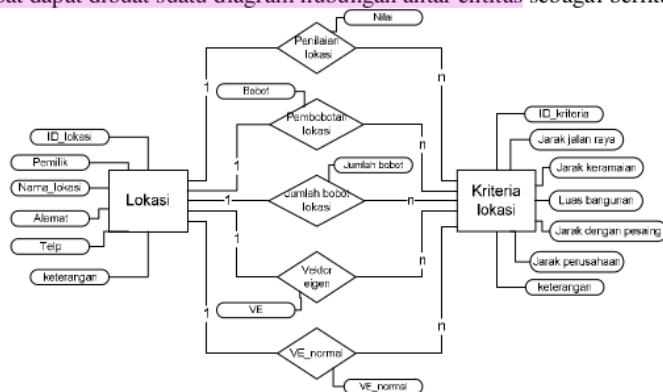 dapat dibuat suatu diagram hubungan antar entitas sebagai beriku
Nilai
Penilaian
lokasi
1
n
Bobot
Pembobotan
lokasi
1
n
ID_lokasi
Pemilik
Nama_lokasi
Alamat
Telp
keterangan
Lokasi
Jumlah bobot
Jumlah bobot
lokasi
1
n
Kriteria
lokasi
ID_kriteria
Jarak jalan raya
Jarak keramaian
Luas bangunan
Jarak dengan pesaing
Jarak perusahaan
keterangan
1
n
Vektor
eigen
VE
1
n
VE_normal
VE_normal